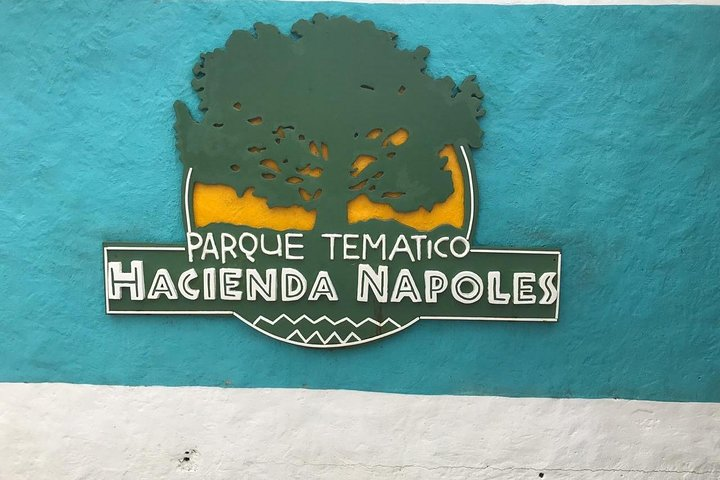 PARQUE TEMATICO
HACIENDA NAPOLES